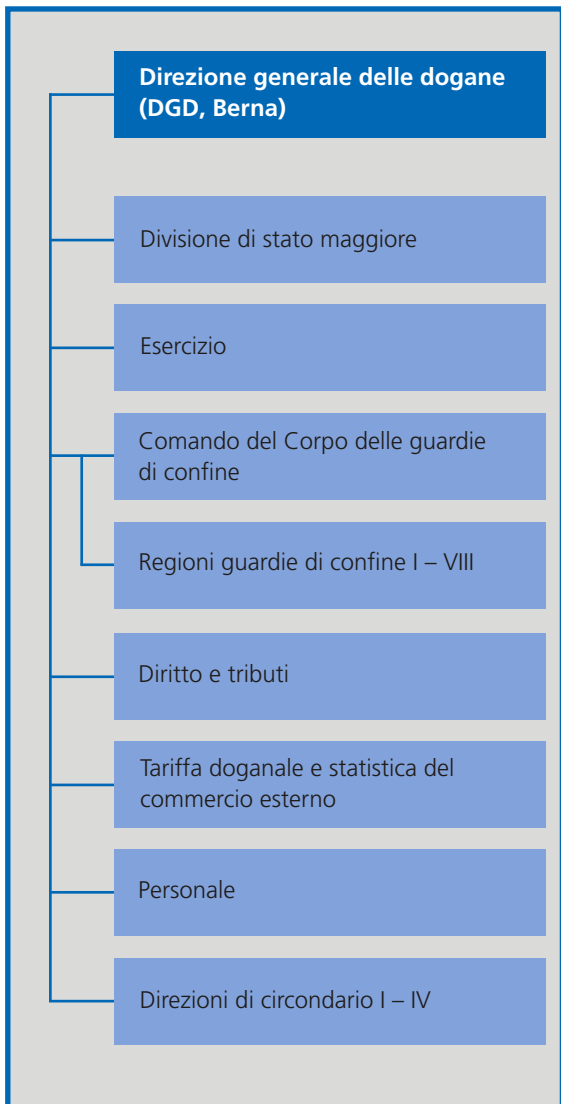 Direzione generale delle dogane
(DGD, Berna)
Divisione di stato maggiore
Esercizio
Comando del Corpo delle guardie
di confine
Regioni guardie di confine I – VIII
Diritto e tributi
Tariffa doganale e statistica del
commercio esterno
Personale
Direzioni di circondario I – IV